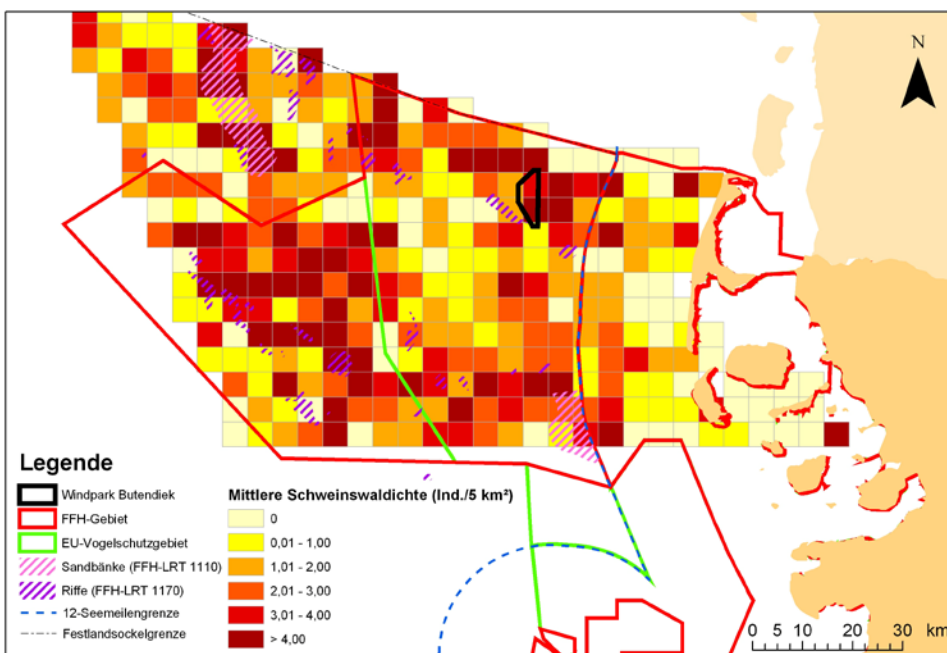 N
Legende
Windpark Butendiek
FFH-Gebiet
EU-Vogelschutzgebiet
Sandbänke (FFH-LRT 1110)
Riffe (FFH-LRT 1170)
12-Seemeilengrenze
Festlandsockelgrenze
Mittlere Schweinswaldichte (Ind./5 km²)
0
0,01 - 1,00
1,01 - 2,00
2,01 - 3,00
3,01 - 4,00
> 4,00
0 5 10 20 30 km